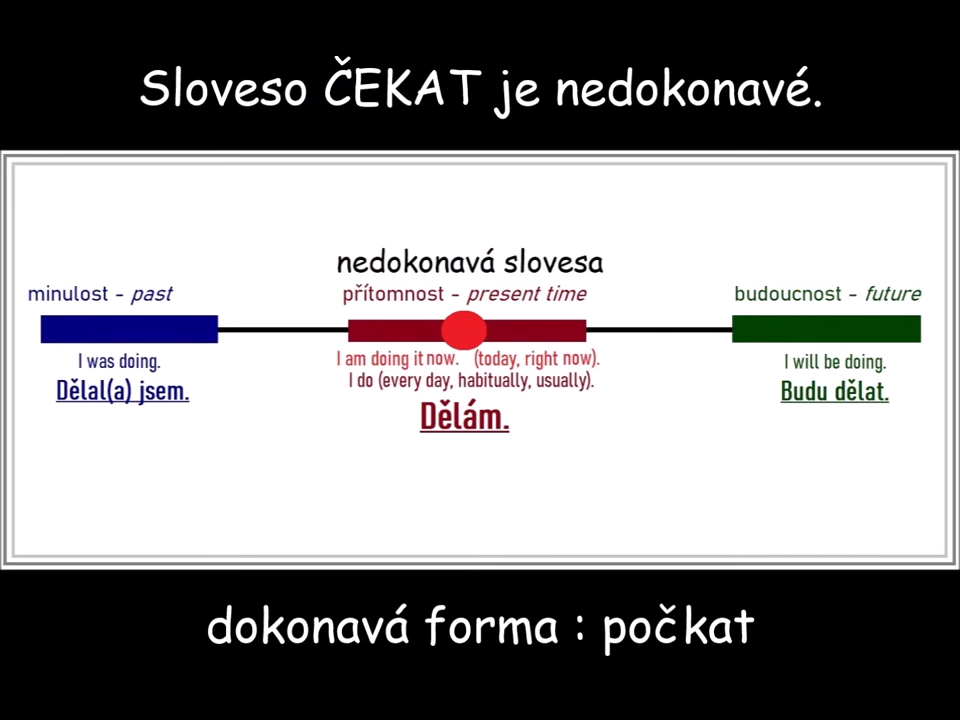 Sloveso ČEKAT je nedokonavé.
nedokonavá slovesa
minulost - past
přítomnost - present time
budoucnost - future
I was doing.
Dělal(a) jsem.
I am doing it now. (today, right now).
I do (every day, habitually, usually).
Dělám.
I will be doing.
Budu dělat.
dokonavá forma : počkat